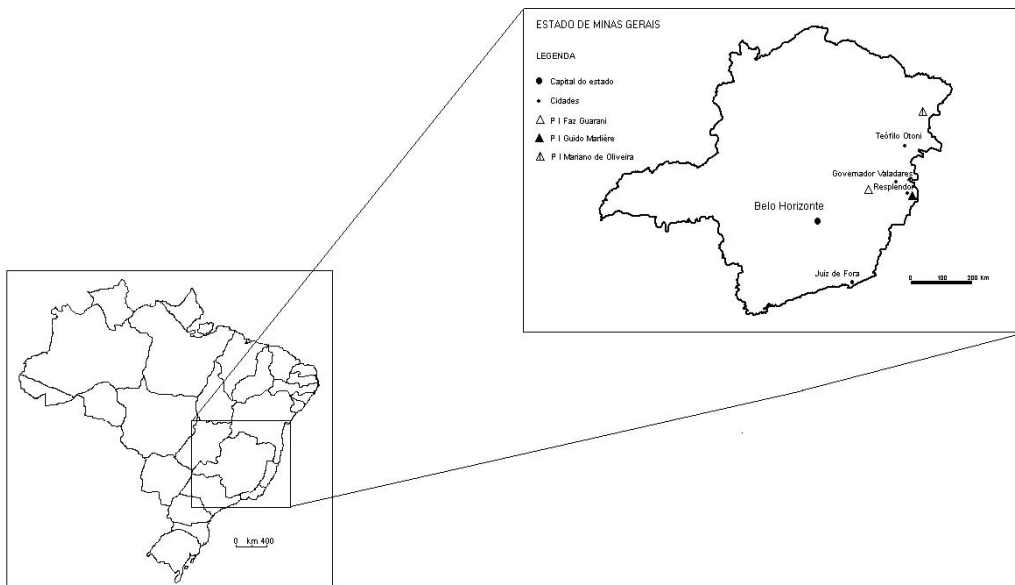 ESTADO DE MINAS GERAIS
LEGENDA
Capital do estado
Cidades
P I Faz Guarani
P I Guido Marlière
P I Mariano de Oliveira
Teófilo Otoni
Governador Valadares
Resplendor
Belo Horizonte
Juiz de Fora
0 100 200 Km
0 km 400